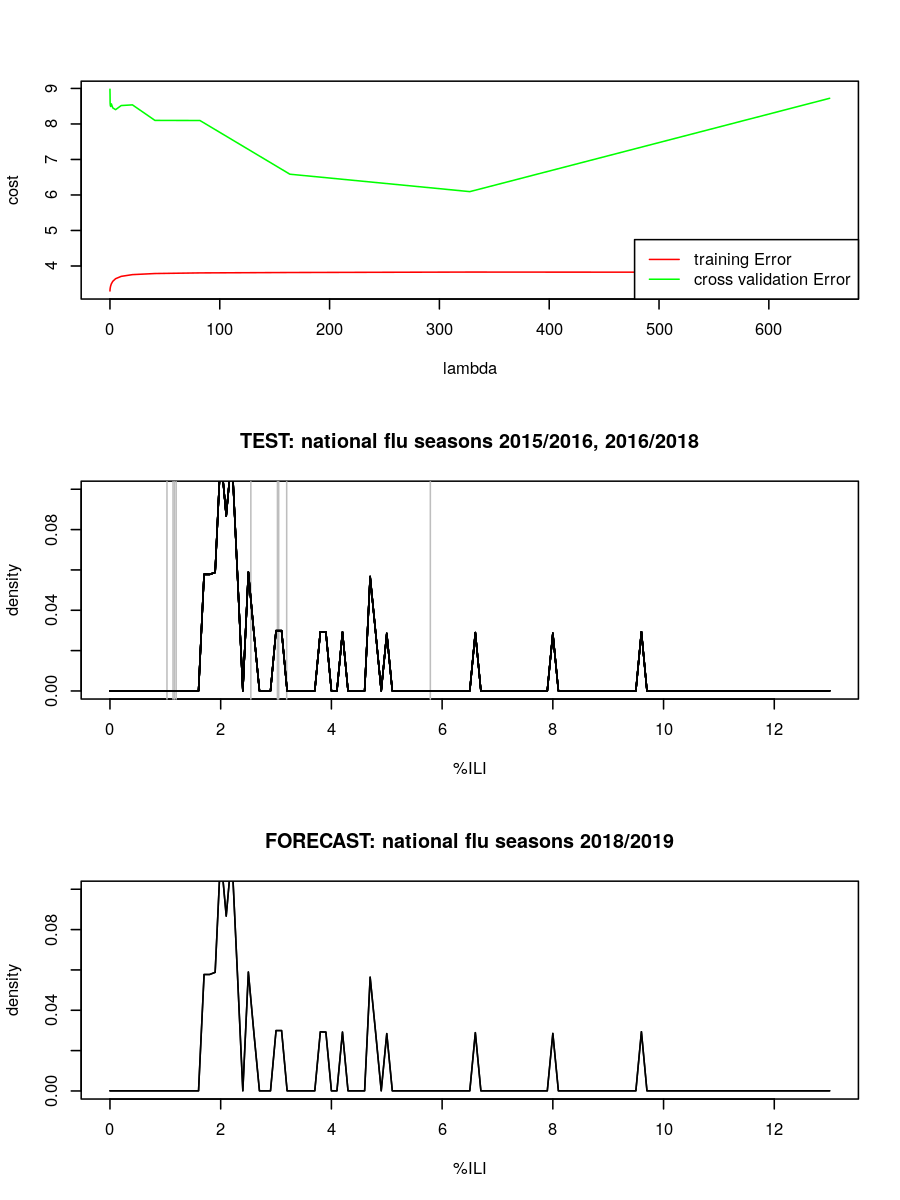 9
8
7
6
5
4
cost
training Error
cross validation Error
0 100 200 300 400 500 600
lambda
TEST: national flu seasons 2015/2016, 2016/2018
0.08
0.04
0.00
density
0 2 4 6 8 10 12
%ILI
FORECAST: national flu seasons 2018/2019
0.08
0.04
0.00
density
0 2 4 6 8 10 12
%ILI